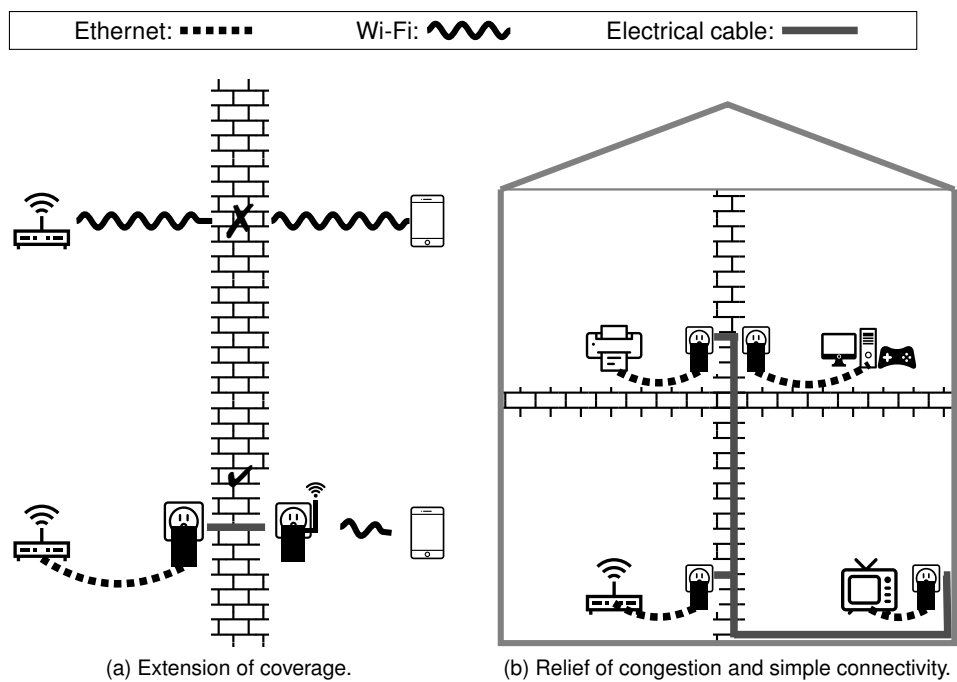 Ethernet: Wi-Fi: Electrical cable:
(a) Extension of coverage.
(b) Relief of congestion and simple connectivity.